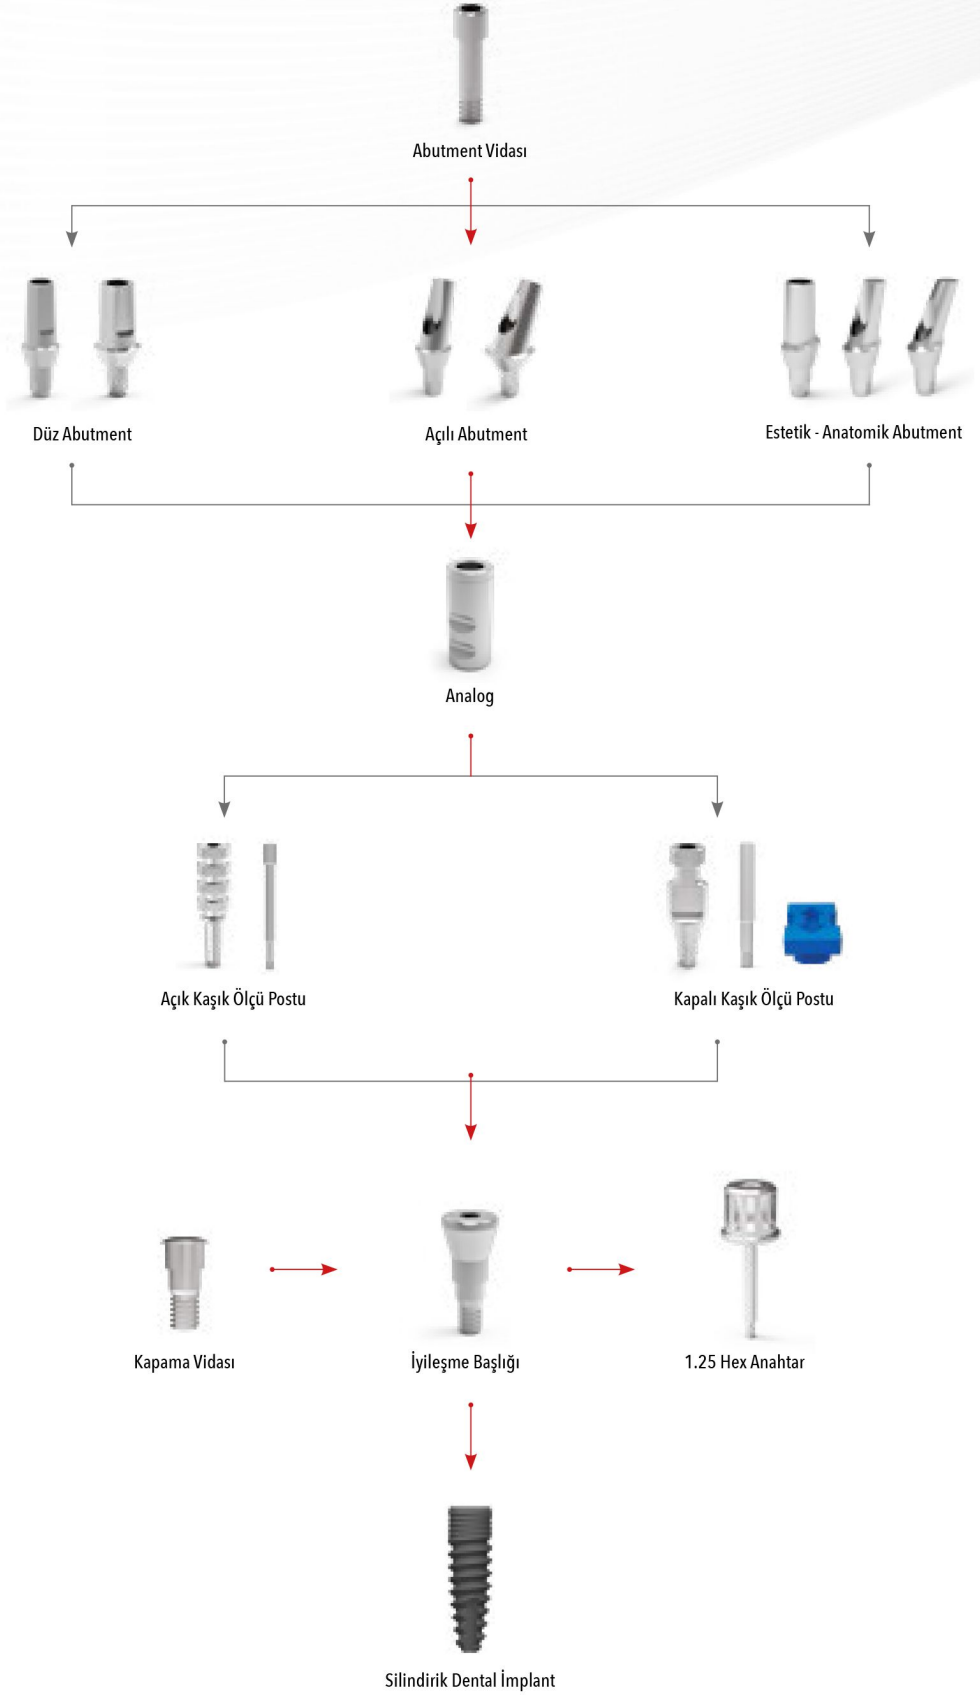 Abutment Vidası
Düz Abutment
Açılı Abutment
Estetik - Anatomik Abutment
Analog
Açık Kaşık Ölçü Postu
Kapalı Kaşık Ölçü Postu
Kapama Vidası
İyileşme Başlığı
1.25 Hex Anahtar
Silindirik Dental İmplant